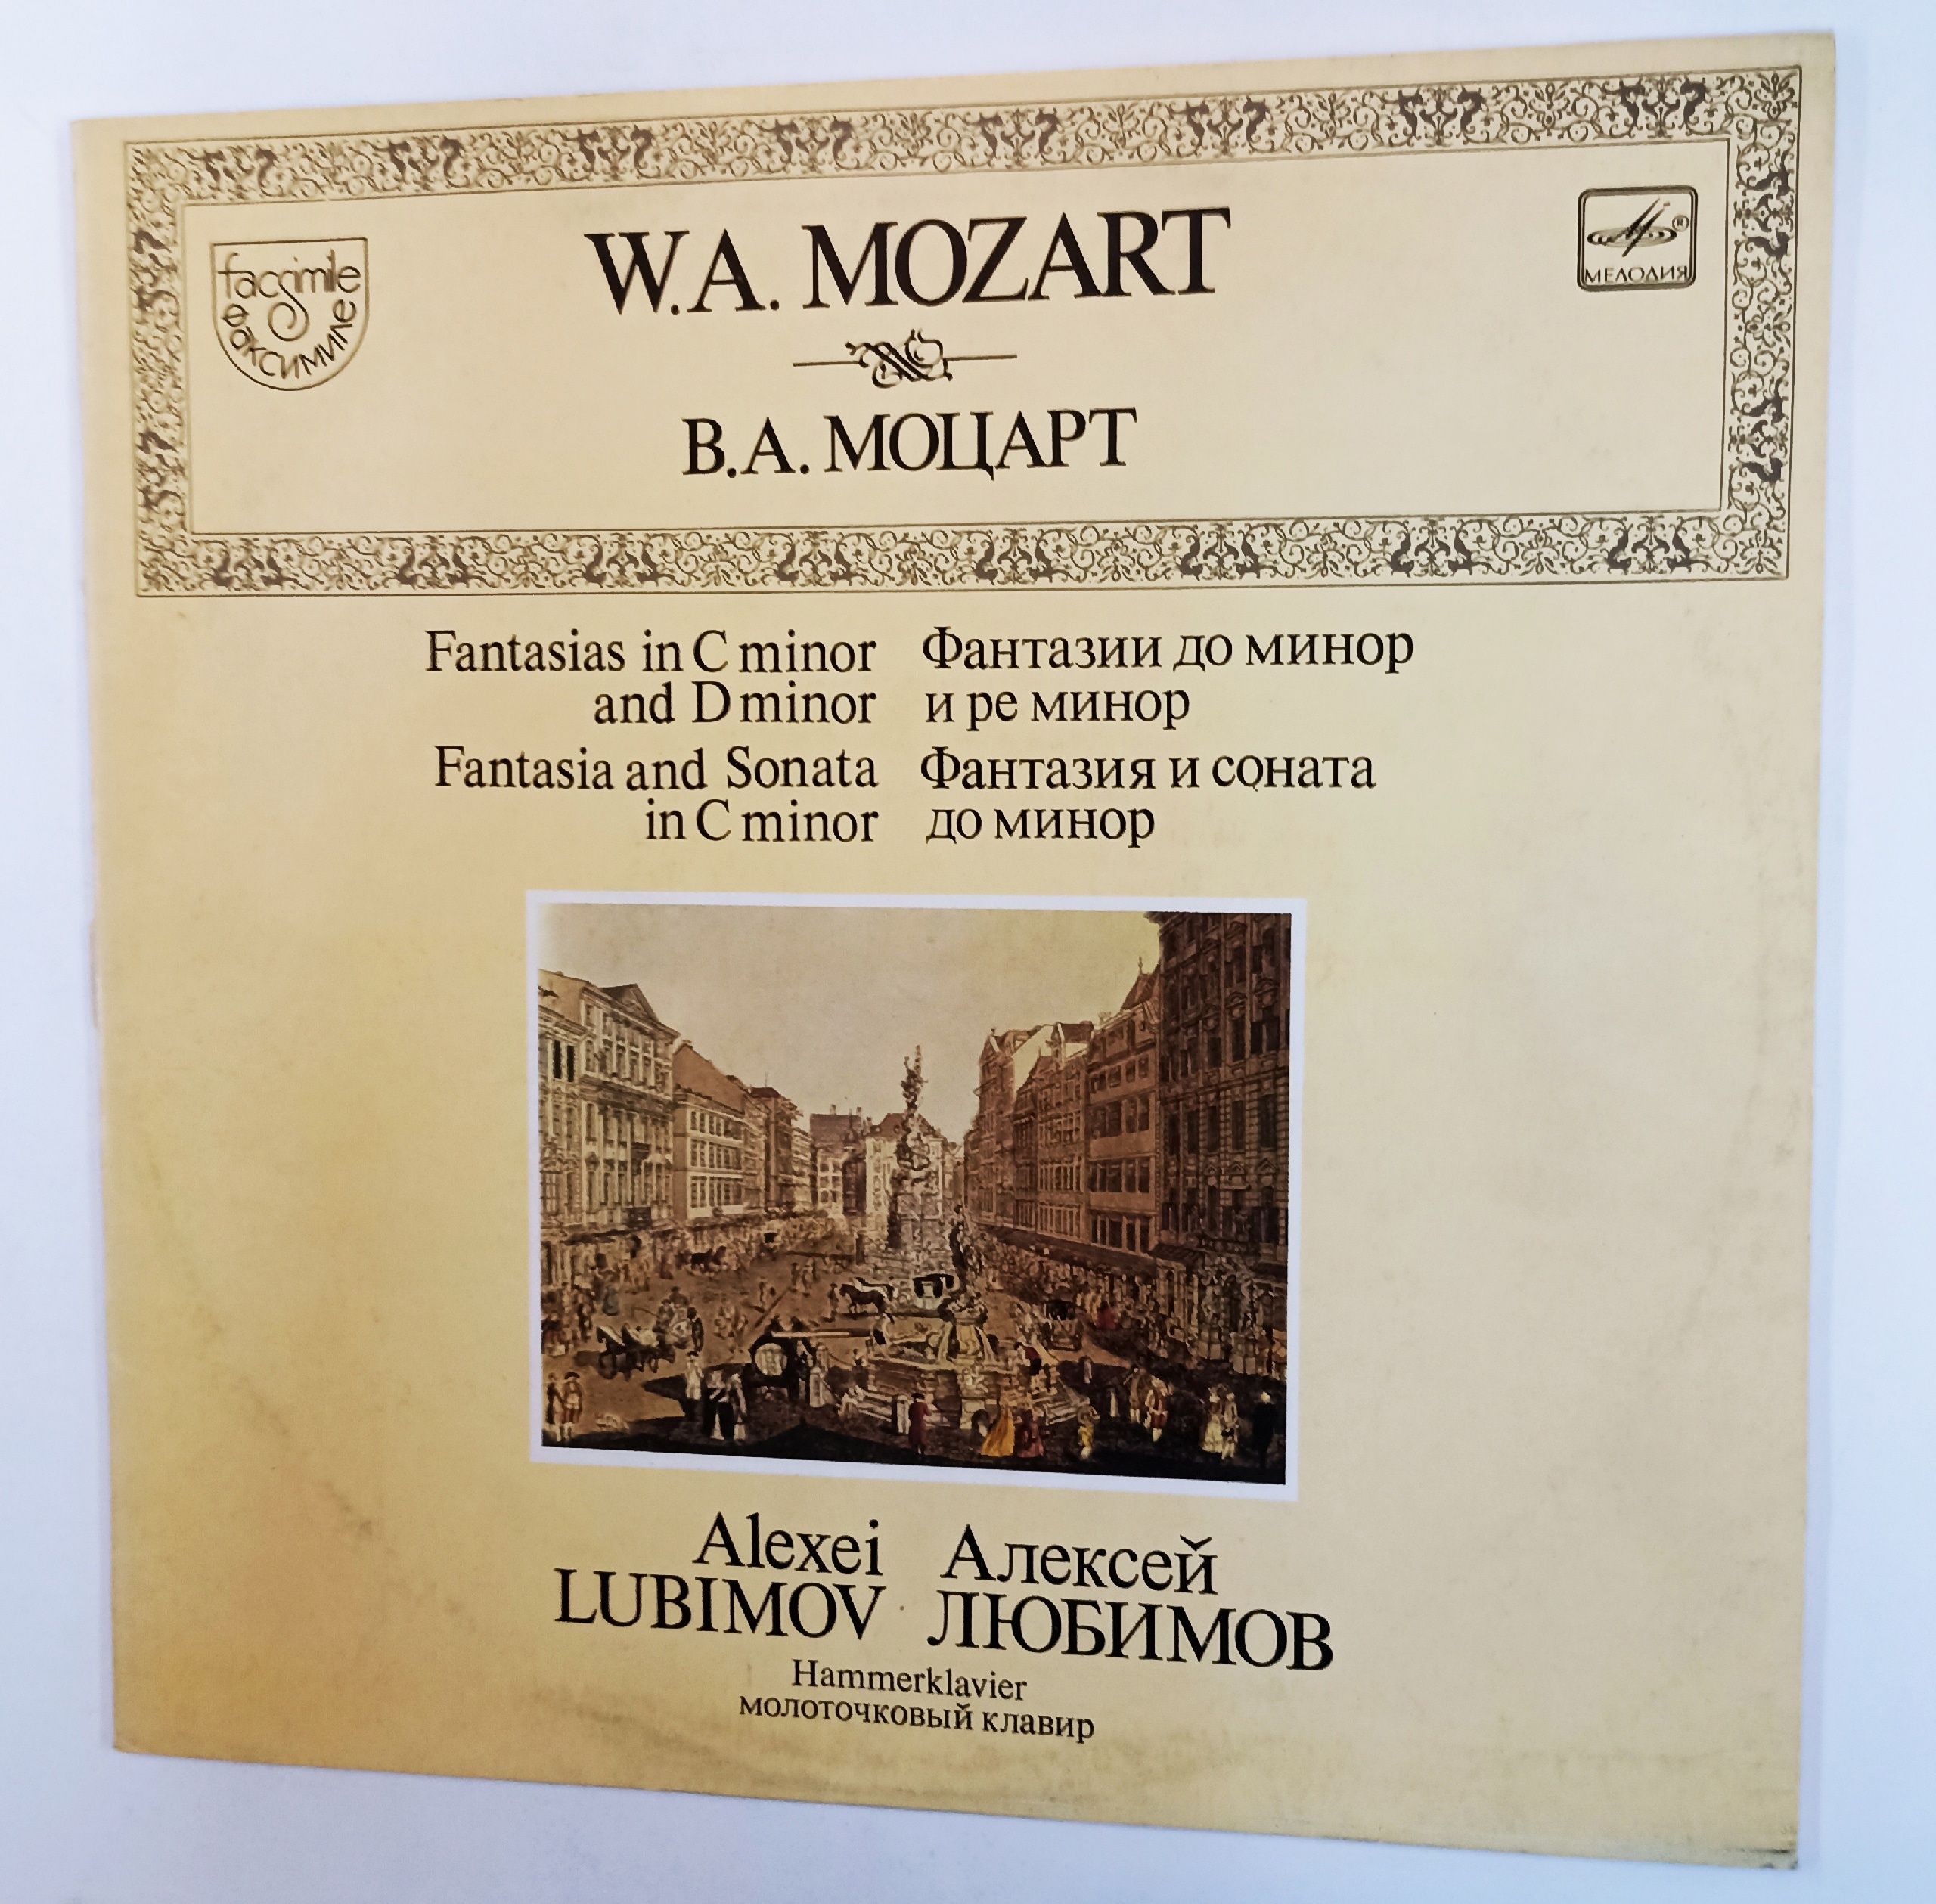 facsimile
факсимиле
W.A. MOZART
МЕЛОДИЯ
В.А. МОЦАРТ
Fantasias in C minor
and D minor
Фантазии до минор
и ре минор
Fantasia and Sonata
in C minor
Фантазия и соната
до минор
Alexei
LUBIMOV
Алексей
ЛЮБИМОВ
Hammerklavier
молоточковый клавир